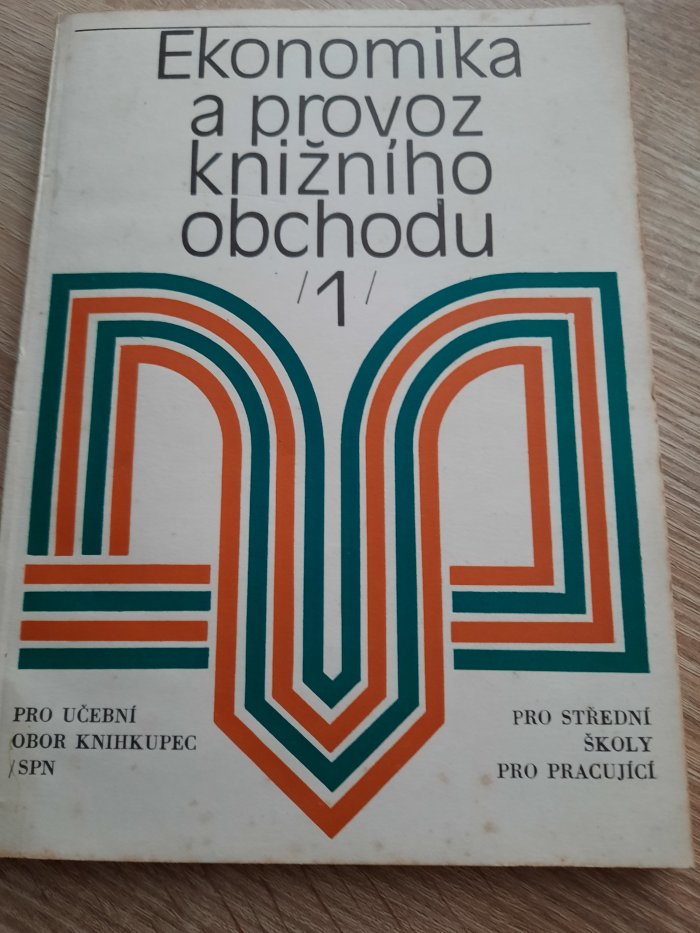 Ekonomika
a provoz
knižního
obchodu
/1/
PRO UČEBNÍ
OBOR KNIHKUPEC
/SPN
PRO STŘEDNÍ
ŠKOLY
PRO PRACUJÍCÍ